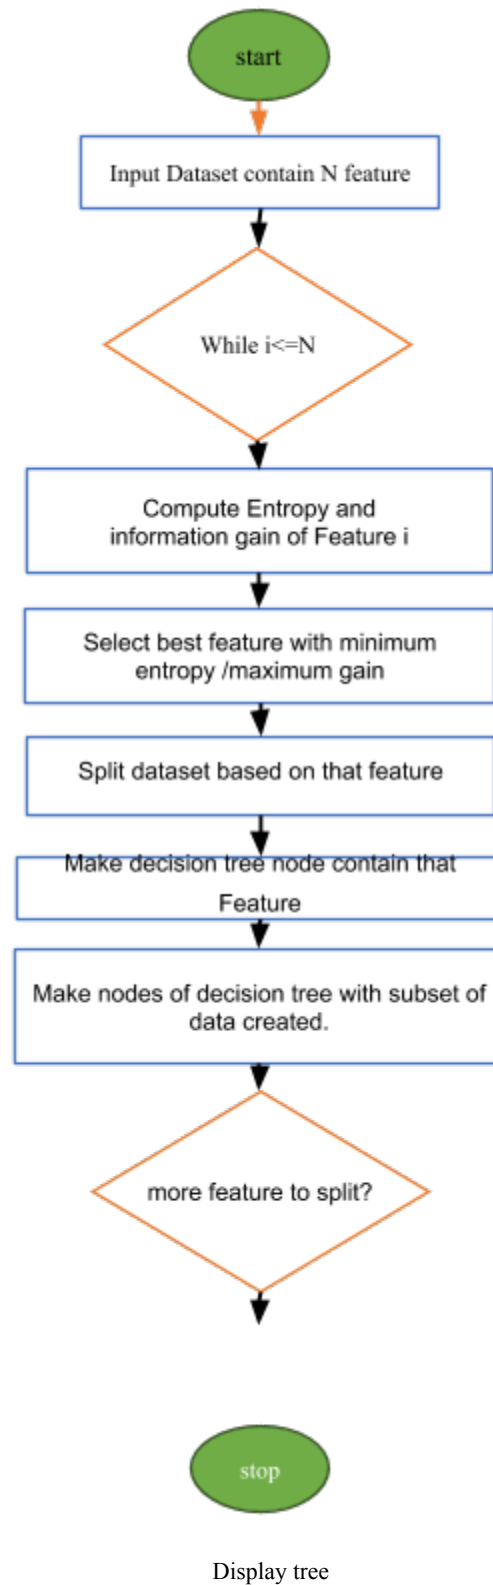 start
Input Dataset contain N feature
While i<=N
Compute Entropy and
information gain of Feature i
Select best feature with minimum
entropy /maximum gain
Split dataset based on that feature
Make decision tree node contain that
Feature
Make nodes of decision tree with subset of
data created.
more feature to split?
stop
Display tree